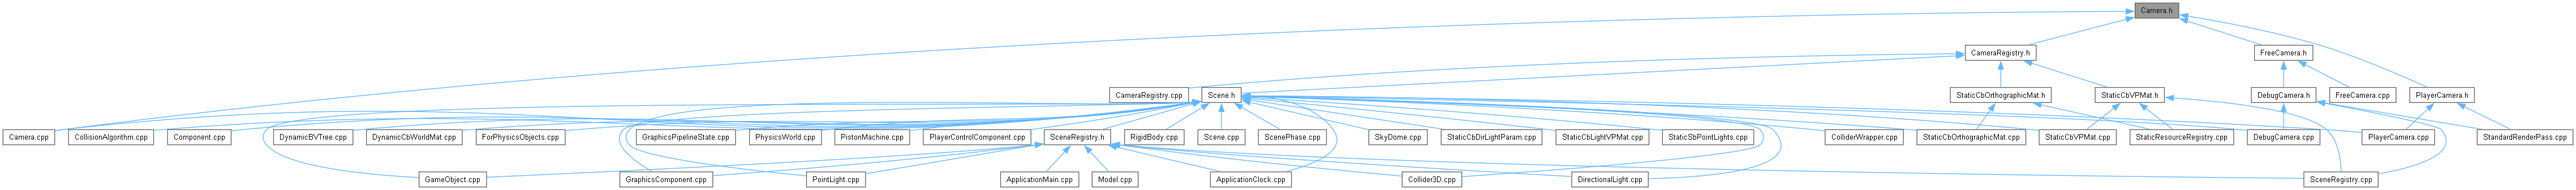 Camera.h
CameraRegistry.h
FreeCamera.h
CameraRegistry.cpp
Scene.h
StaticCbOrthographicMat.h
StaticCbVPMat.h
DebugCamera.h
FreeCamera.cpp
PlayerCamera.h
Camera.cpp
CollisionAlgorithm.cpp
Component.cpp
DynamicBVTree.cpp
DynamicCbWorldMat.cpp
ForPhysicsObjects.cpp
GraphicsPipelineState.cpp
PhysicsWorld.cpp
PistonMachine.cpp
PlayerControlComponent.cpp
SceneRegistry.h
RigidBody.cpp
Scene.cpp
ScenePhase.cpp
SkyDome.cpp
StaticCbDirLightParam.cpp
StaticCbLightVPMat.cpp
StaticSbPointLights.cpp
ColliderWrapper.cpp
StaticCbOrthographicMat.cpp
StaticCbVPMat.cpp
StaticResourceRegistry.cpp
DebugCamera.cpp
PlayerCamera.cpp
StandardRenderPass.cpp
GameObject.cpp
GraphicsComponent.cpp
PointLight.cpp
ApplicationMain.cpp
Model.cpp
ApplicationClock.cpp
Collider3D.cpp
DirectionalLight.cpp
SceneRegistry.cpp